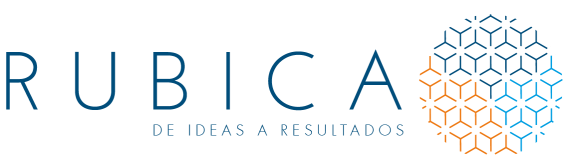 RUBICA
DE IDEAS A RESULTADOS